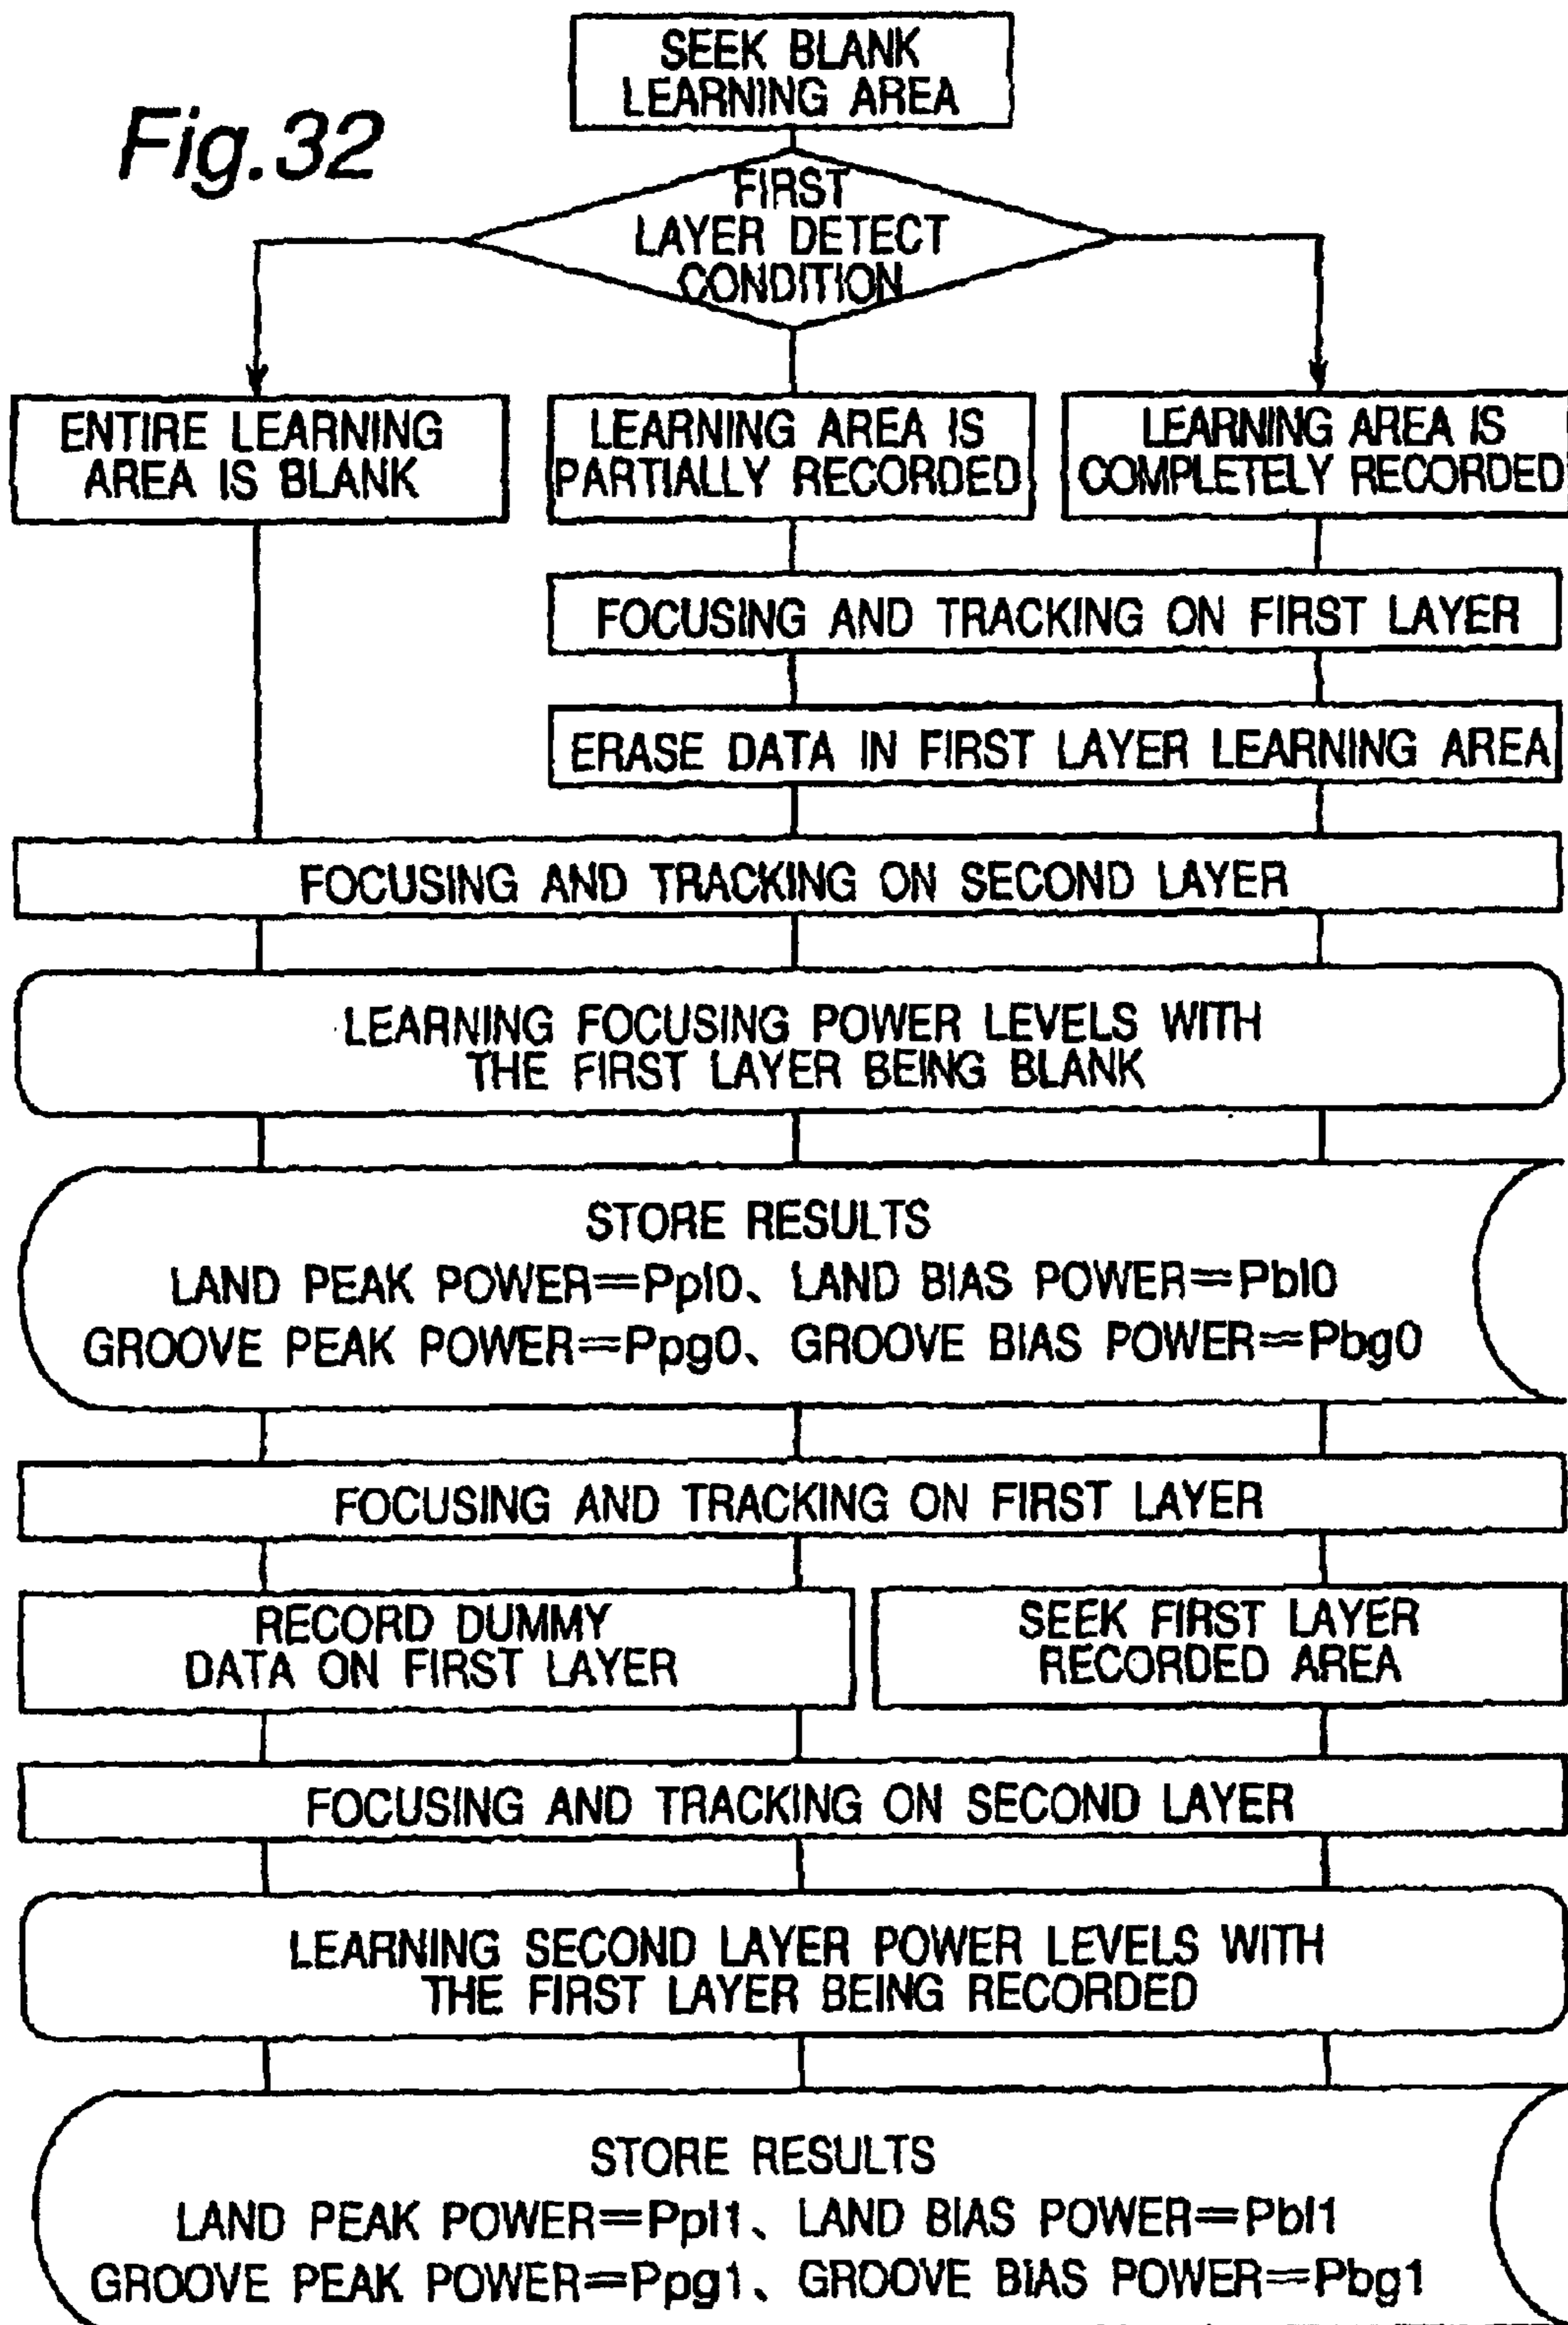 Fig.32
SEEK BLANK
LEARNING AREA
FIRST
LAYER DETECT
CONDITION
ENTIRE LEARNING
AREA IS BLANK
LEARNING AREA IS
PARTIALLY RECORDED
LEARNING AREA IS
COMPLETELY RECORDED
FOCUSING AND TRACKING ON FIRST LAYER
ERASE DATA IN FIRST LAYER LEARNING AREA
FOCUSING AND TRACKING ON SECOND LAYER
LEARNING FOCUSING POWER LEVELS WITH
THE FIRST LAYER BEING BLANK
STORE RESULTS
LAND PEAK POWER=Ppl0、LAND BIAS POWER=Pbl0
GROOVE PEAK POWER=Ppg0、GROOVE BIAS POWER=Pbg0
FOCUSING AND TRACKING ON FIRST LAYER
RECORD DUMMY
DATA ON FIRST LAYER
SEEK FIRST LAYER
RECORDED AREA
FOCUSING AND TRACKING ON SECOND LAYER
LEARNING SECOND LAYER POWER LEVELS WITH
THE FIRST LAYER BEING RECORDED
STORE RESULTS
LAND PEAK POWER=Ppl1、LAND BIAS POWER=Pbl1
GROOVE PEAK POWER=Ppg1、GROOVE BIAS POWER=Pbg1